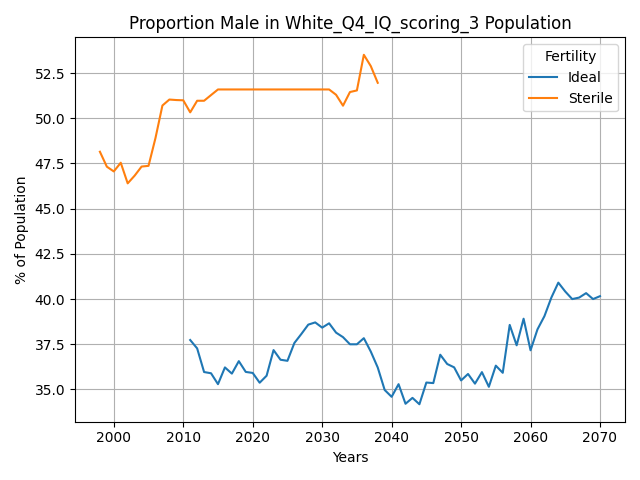 Proportion Male in White_Q4_IQ_scoring_3 Population
Fertility
Ideal
Sterile
% of Population
52.5
50.0
47.5
45.0
42.5
40.0
37.5
35.0
2000 2010 2020 2030 2040 2050 2060 2070
Years